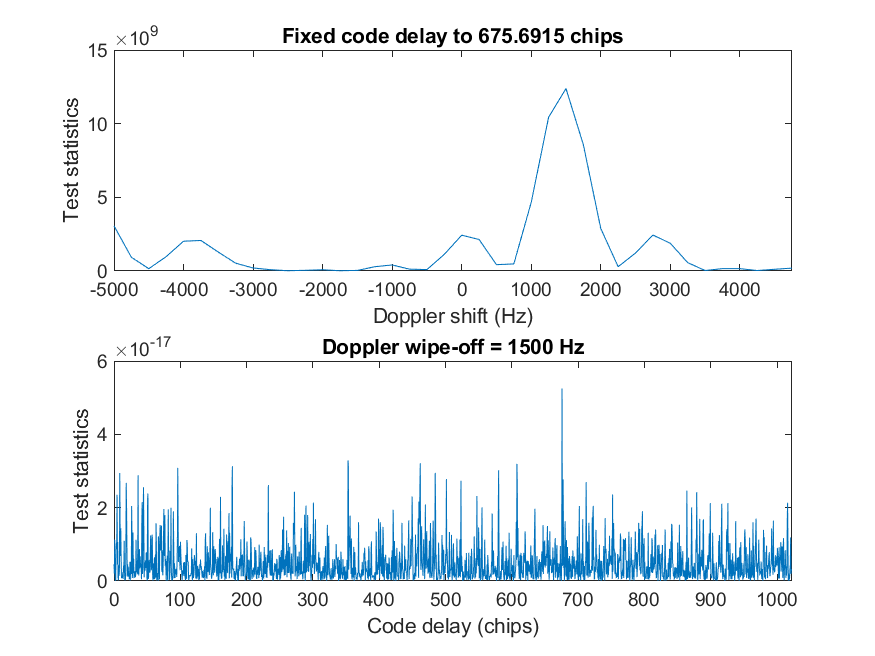 ×10⁹
Fixed code delay to 675.6915 chips
15
10
5
0
Test statistics
-5000 -4000 -3000 -2000 -1000 0 1000 2000 3000 4000
Doppler shift (Hz)
×10⁻¹⁷
Doppler wipe-off = 1500 Hz
6
4
2
0
Test statistics
0 100 200 300 400 500 600 700 800 900 1000
Code delay (chips)